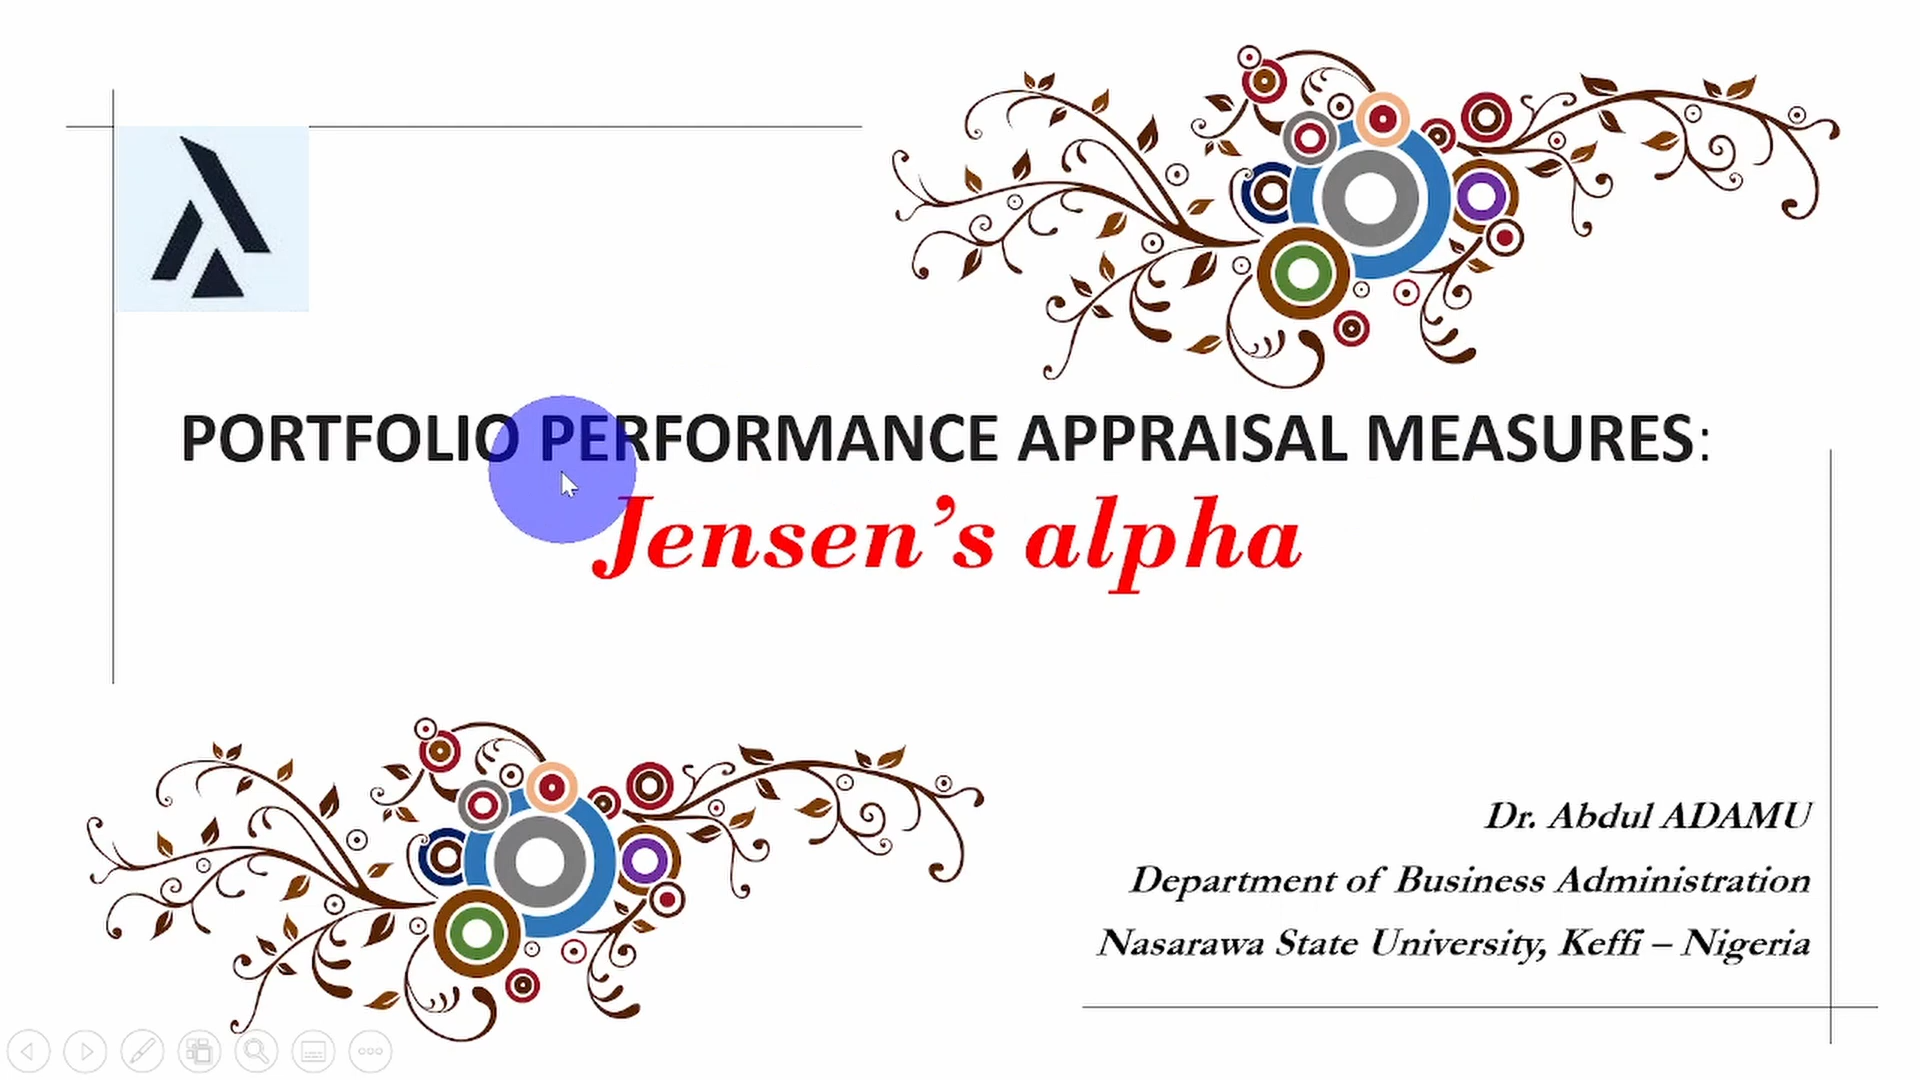 PORTFOLIO PERFORMANCE APPRAISAL MEASURES:
Jensen’s alpha
Dr. Abdul ADAMU
Department of Business Administration
Nasarawa State University, Keffi – Nigeria